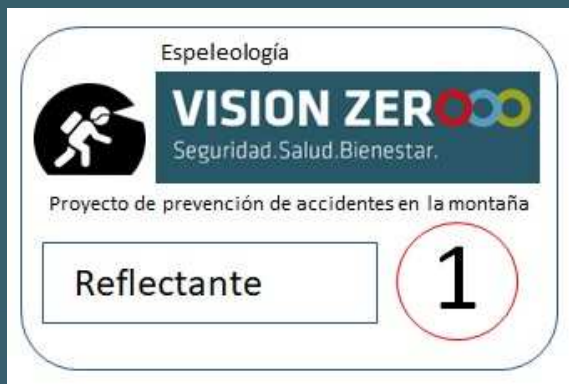 Espeleología
VISION ZERO
Seguridad.Salud.Bienestar.
Proyecto de prevención de accidentes en la montaña
Reflectante
1